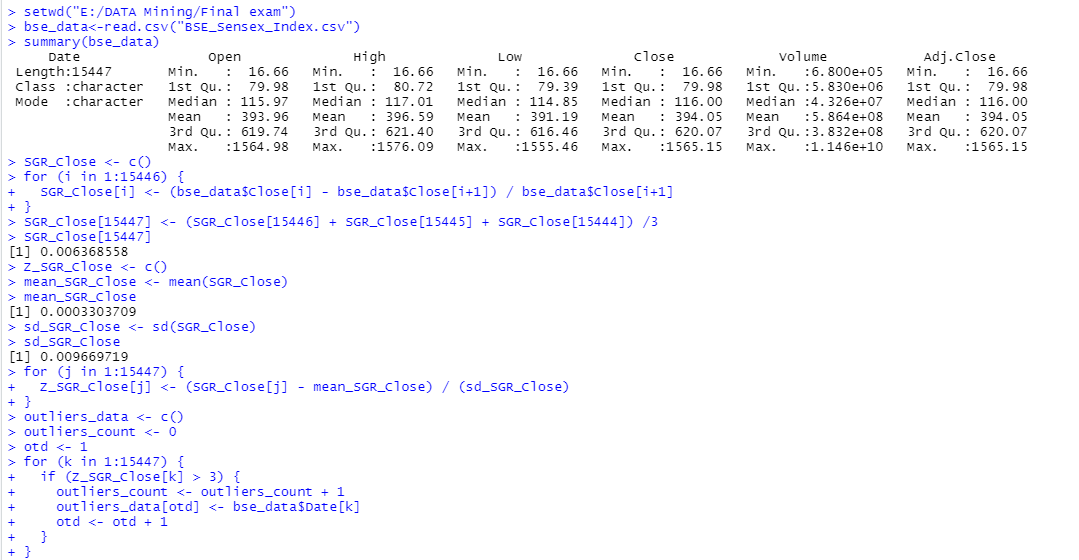 > setwd("E:/DATA Mining/Final exam")
> bse_data<-read.csv("BSE_Sensex_Index.csv")
> summary(bse_data)
     Date                Open              High              Low              Close             Volume            Adj.Close
 Length:15447       Min.   :  16.66   Min.   :  16.66   Min.   :  16.66   Min.   :  16.66   Min.   :6.800e+05   Min.   :  16.66
 Class :character   1st Qu.:  79.98   1st Qu.:  80.72   1st Qu.:  79.39   1st Qu.:  79.98   1st Qu.:5.830e+06   1st Qu.:  79.98
 Mode  :character   Median : 115.97   Median : 117.01   Median : 114.85   Median : 116.00   Median :4.326e+07   Median : 116.00
                    Mean   : 393.96   Mean   : 396.59   Mean   : 391.19   Mean   : 394.05   Mean   :5.864e+08   Mean   : 394.05
                    3rd Qu.: 619.74   3rd Qu.: 621.40   3rd Qu.: 616.46   3rd Qu.: 620.07   3rd Qu.:3.832e+08   3rd Qu.: 620.07
                    Max.   :1564.98   Max.   :1576.09   Max.   :1555.46   Max.   :1565.15   Max.   :1.146e+10   Max.   :1565.15
> SGR_Close <- c()
> for (i in 1:15446) {
+   SGR_Close[i] <- (bse_data$Close[i] - bse_data$Close[i+1]) / bse_data$Close[i+1]
+ }
> SGR_Close[15447] <- (SGR_Close[15446] + SGR_Close[15445] + SGR_Close[15444]) /3
> SGR_Close[15447]
[1] 0.006368558
> Z_SGR_Close <- c()
> mean_SGR_Close <- mean(SGR_Close)
> mean_SGR_Close
[1] 0.0003303709
> sd_SGR_Close <- sd(SGR_Close)
> sd_SGR_Close
[1] 0.009669719
> for (j in 1:15447) {
+   Z_SGR_Close[j] <- (SGR_Close[j] - mean_SGR_Close) / (sd_SGR_Close)
+ }
> outliers_data <- c()
> outliers_count <- 0
> otd <- 1
> for (k in 1:15447) {
+   if (Z_SGR_Close[k] > 3) {
+     outliers_count <- outliers_count + 1
+     outliers_data[otd] <- bse_data$Date[k]
+     otd <- otd + 1
+   }
+ }